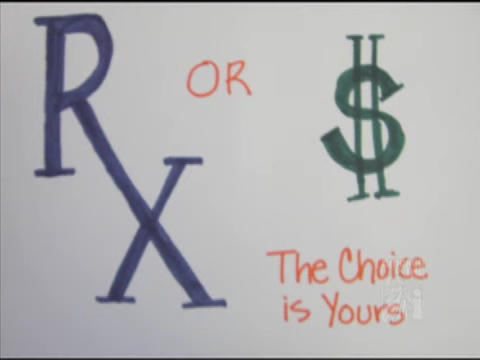 Rx OR $
The Choice
is Yours